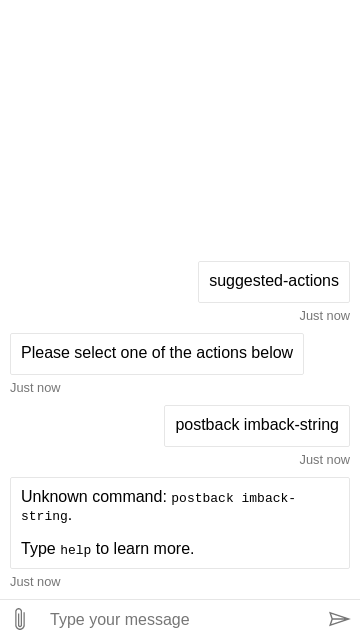 suggested-actions
Just now
Please select one of the actions below
Just now
postback imback-string
Just now
Unknown command: postback imback-
string.
Type help to learn more.
Just now
Type your message